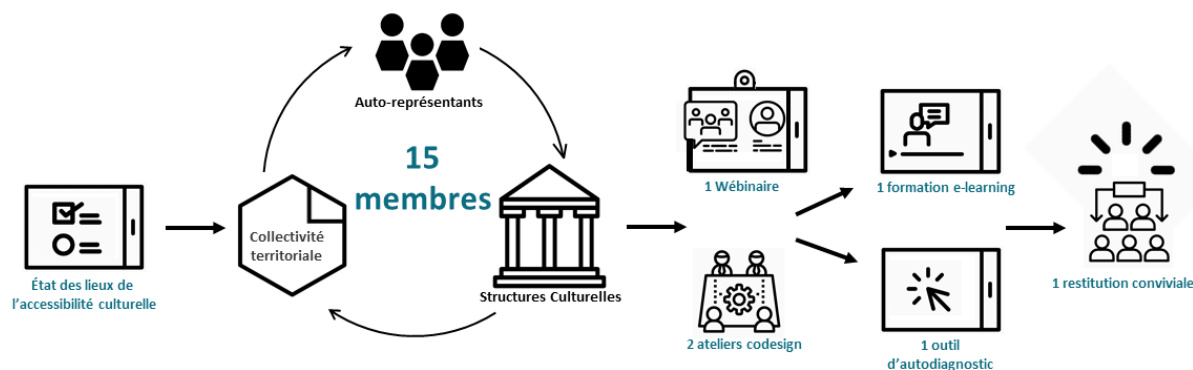 État des lieux de
l'accessibilité culturelle
Collectivité
territoriale
Auto-représentants
15
membres
Structures Culturelles
1 Wébinaire
2 ateliers codesign
1 formation e-learning
1 outil
d'autodiagnostic
1 restitution conviviale